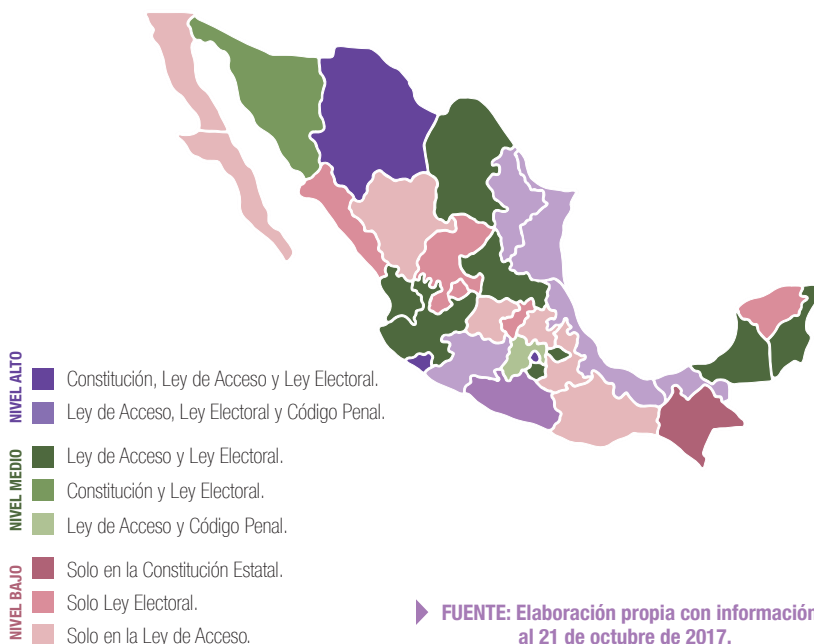 NIVEL ALTO
Constitución, Ley de Acceso y Ley Electoral.
Ley de Acceso, Ley Electoral y Código Penal.
NIVEL MEDIO
Ley de Acceso y Ley Electoral.
Constitución y Ley Electoral.
Ley de Acceso y Código Penal.
NIVEL BAJO
Solo en la Constitución Estatal.
Solo Ley Electoral.
Solo en la Ley de Acceso.
FUENTE: Elaboración propia con información
al 21 de octubre de 2017.